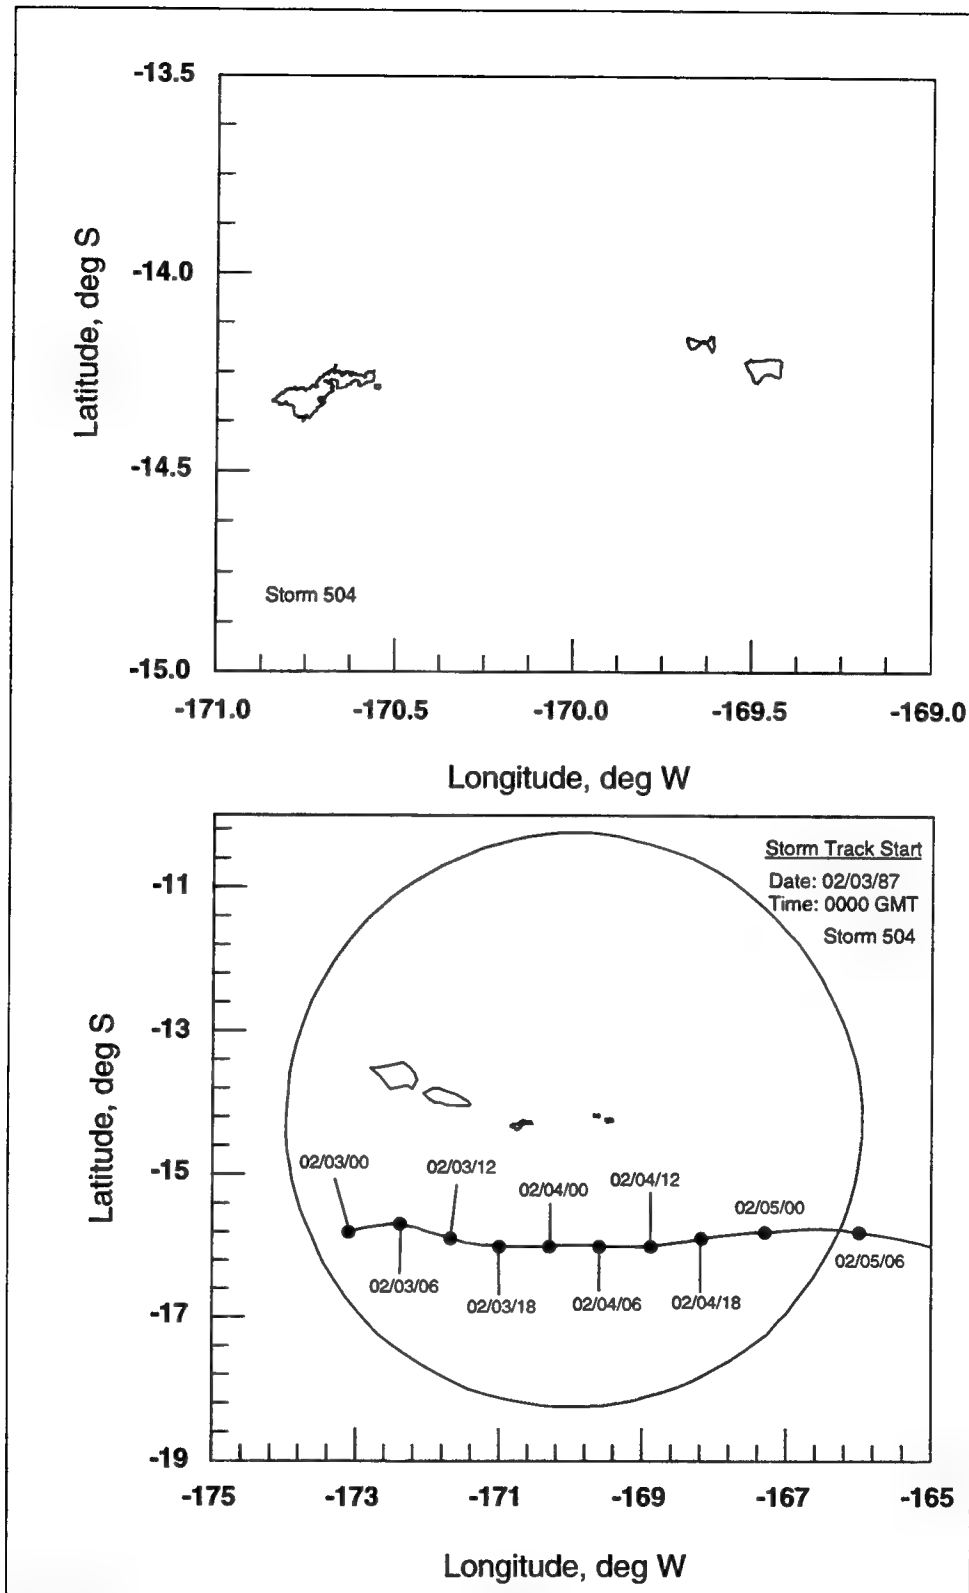 -13.5
-14.0
-14.5
-15.0
Latitude, deg S
Storm 504
-171.0 -170.5 -170.0 -169.5 -169.0
Longitude, deg W
Storm Track Start
Date: 02/03/87
Time: 0000 GMT
Storm 504
-11
-13
-15
-17
-19
Latitude, deg S
02/03/00
02/03/12
02/04/00
02/04/12
02/05/00
02/03/06
02/03/18
02/04/06
02/04/18
02/05/06
-175 -173 -171 -169 -167 -165
Longitude, deg W